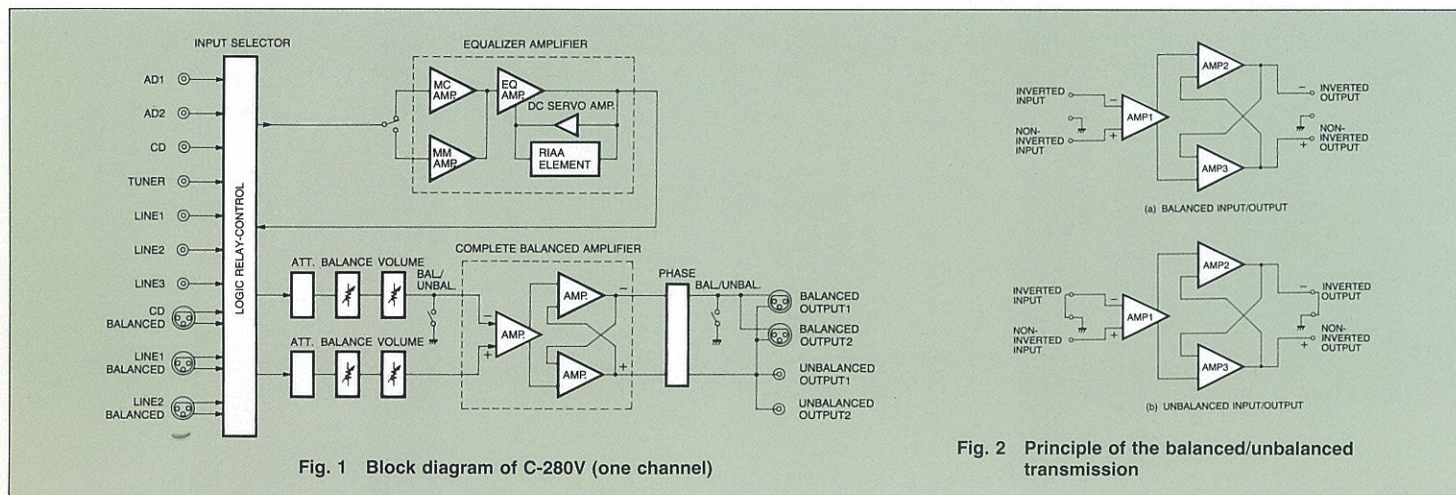 INPUT SELECTOR
EQUALIZER AMPLIFIER
AD1
AD2
CD
TUNER
LINE1
LINE2
LINE3
CD
BALANCED
LINE1
BALANCED
LINE2
BALANCED
LOGIC RELAY-CONTROL
MC
AMP.
EQ
AMP.
DC SERVO AMP.
MM
AMP.
RIAA
ELEMENT
COMPLETE BALANCED AMPLIFIER
ATT. BALANCE VOLUME
BAL/
UNBAL.
ATT. BALANCE VOLUME
−
+
AMP.
AMP.
AMP.
−
+
PHASE
BAL/UNBAL.
BALANCED
OUTPUT1
BALANCED
OUTPUT2
UNBALANCED
OUTPUT1
UNBALANCED
OUTPUT2
Fig. 1 Block diagram of C-280V (one channel)
INVERTED
INPUT
NON-
INVERTED
INPUT
−
+
AMP1
AMP2
AMP3
−
INVERTED
OUTPUT
NON-
INVERTED
OUTPUT
+
(a) BALANCED INPUT/OUTPUT
INVERTED
INPUT
NON-
INVERTED
INPUT
−
+
AMP1
AMP2
AMP3
−
INVERTED
OUTPUT
NON-
INVERTED
OUTPUT
+
(b) UNBALANCED INPUT/OUTPUT
Fig. 2 Principle of the balanced/unbalanced
transmission